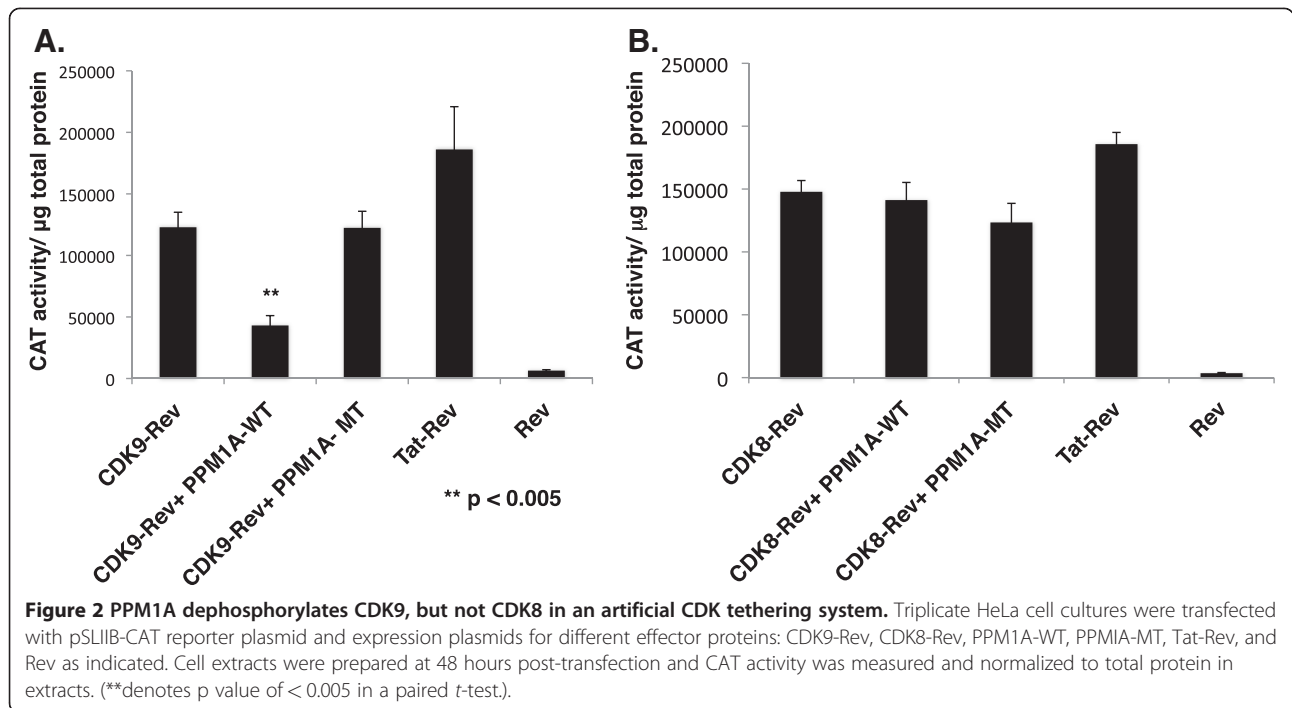 A.
CAT activity/ µg total protein
250000
200000
150000
100000
50000
0
**
CDK9-Rev
CDK9-Rev+ PPM1A-WT
CDK9-Rev+ PPM1A- MT
Tat-Rev
Rev
** p < 0.005
B.
CAT activity/ µg total protein
250000
200000
150000
100000
50000
0
CDK8-Rev
CDK8-Rev+ PPM1A-WT
CDK8-Rev+ PPM1A-MT
Tat-Rev
Rev
Figure 2 PPM1A dephosphorylates CDK9, but not CDK8 in an artificial CDK tethering system. Triplicate HeLa cell cultures were transfected
with pSLIIB-CAT reporter plasmid and expression plasmids for different effector proteins: CDK9-Rev, CDK8-Rev, PPM1A-WT, PPMIA-MT, Tat-Rev, and
Rev as indicated. Cell extracts were prepared at 48 hours post-transfection and CAT activity was measured and normalized to total protein in
extracts. (**denotes p value of < 0.005 in a paired t-test.).